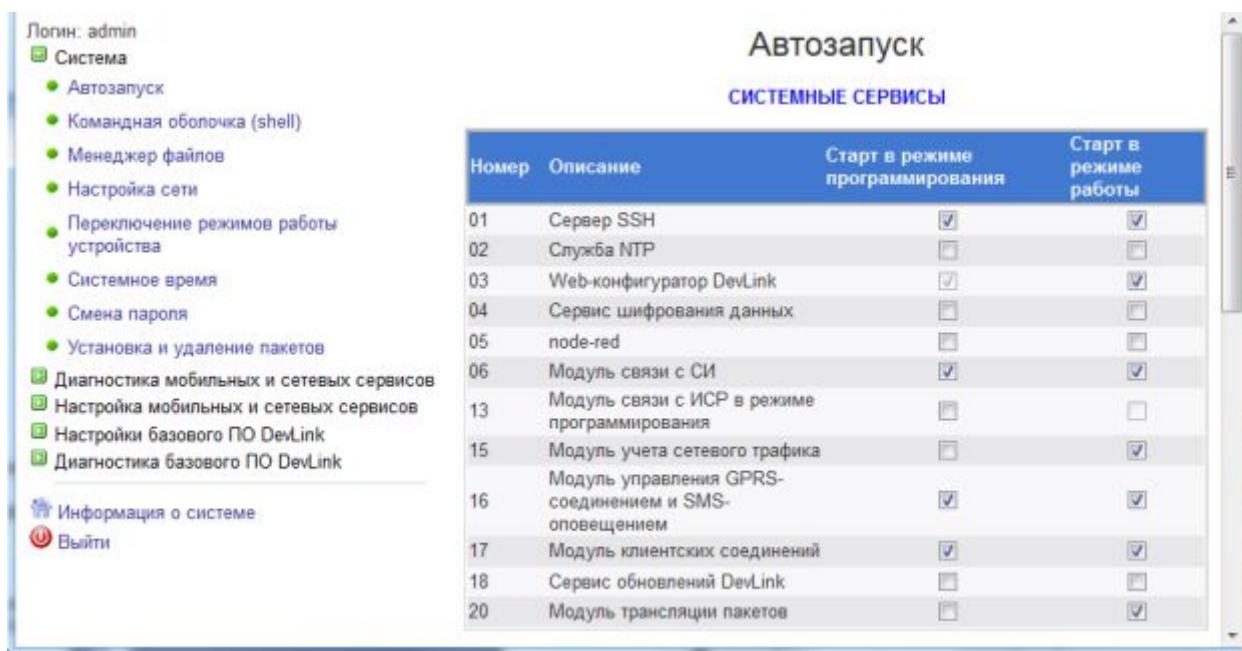 Логин: admin
Система
Автозапуск
Командная оболочка (shell)
Менеджер файлов
Настройка сети
Переключение режимов работы
устройства
Системное время
Смена пароля
Установка и удаление пакетов
Диагностика мобильных и сетевых сервисов
Настройка мобильных и сетевых сервисов
Настройки базового ПО DevLink
Диагностика базового ПО DevLink
Информация о системе
Выйти
Автозапуск
СИСТЕМНЫЕ СЕРВИСЫ
Номер Описание Старт в режиме программирования Старт в режиме работы
01 Сервер SSH
02 Служба NTP
03 Web-конфигуратор DevLink
04 Сервис шифрования данных
05 node-red
06 Модуль связи с СИ
13 Модуль связи с ИСР в режиме
программирования
15 Модуль учета сетевого трафика
16 Модуль управления GPRS-
соединением и SMS-
оповещением
17 Модуль клиентских соединений
18 Сервис обновлений DevLink
20 Модуль трансляции пакетов